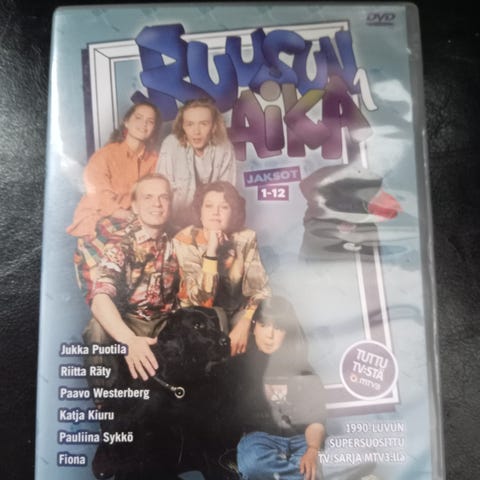 DVD
RUUSUN
AIKA 1
JAKSOT
1-12
Jukka Puotila
Riitta Räty
Paavo Westerberg
Katja Kiuru
Pauliina Sykkö
Fiona
TUTTU
TV:STÄ
MTV3
1990-LUVUN
SUPERSUOSITTU
TV-SARJA MTV3:lla